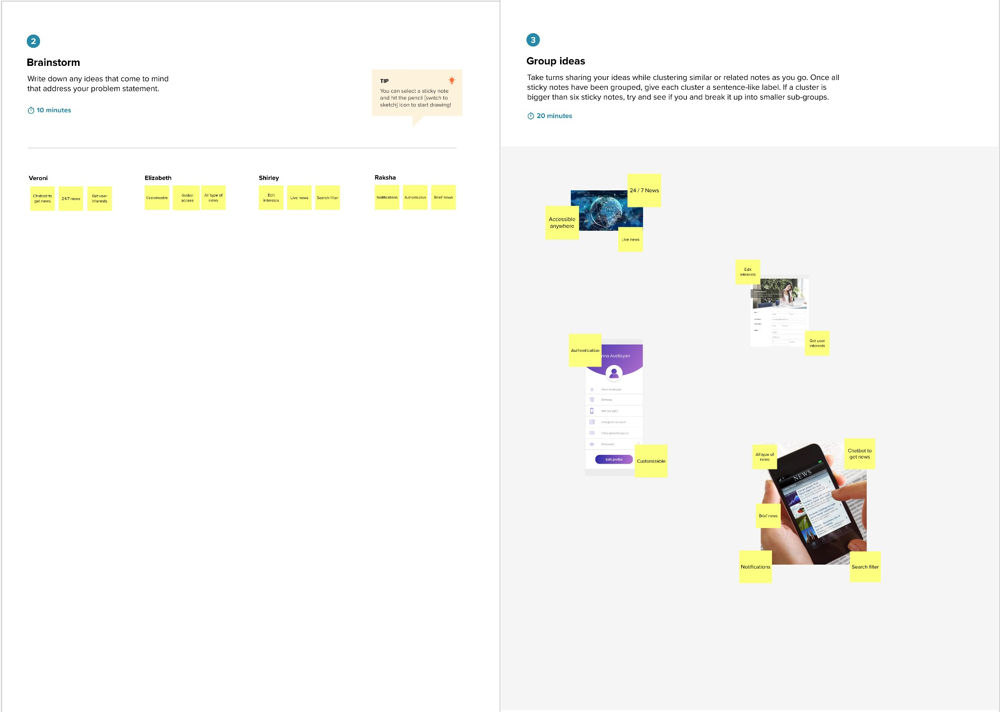 2
Brainstorm
Write down any ideas that come to mind
that address your problem statement.
10 minutes
TIP
You can select a sticky note
and hit the pencil [switch to
sketch] icon to start drawing!
Veroni
Chatbot to
get news
24/7 news
Get user
interests
Elizabeth
Customizable
Global
access
All type of
news
Shirley
Edit
interests
Live news
Search filter
Raksha
Notifications
Authentication
Brief news
3
Group ideas
Take turns sharing your ideas while clustering similar or related notes as you go. Once all
sticky notes have been grouped, give each cluster a sentence-like label. If a cluster is
bigger than six sticky notes, try and see if you and break it up into smaller sub-groups.
20 minutes
24 / 7 News
Accessible
anywhere
Live news
Edit
interests
Get user
interests
Authentication
nna Avetisyan
Anna Avetisyan
Birthday
818 123 4567
Instagram account
info@aplusdesign.co
Password
Edit profile
Customizable
All type of
news
Chatbot to
get news
NEWS
Latest News
Brief news
Notifications
Search filter